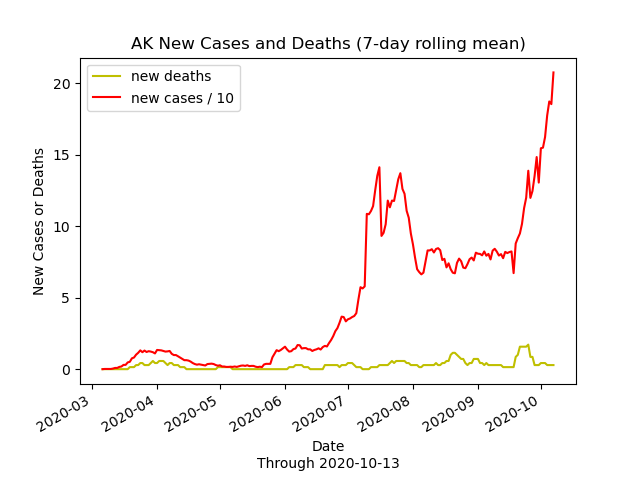 AK New Cases and Deaths (7-day rolling mean)
new deaths
new cases / 10
20
15
10
5
0
New Cases or Deaths
2020-03
2020-04
2020-05
2020-06
2020-07
2020-08
2020-09
2020-10
Date
Through 2020-10-13